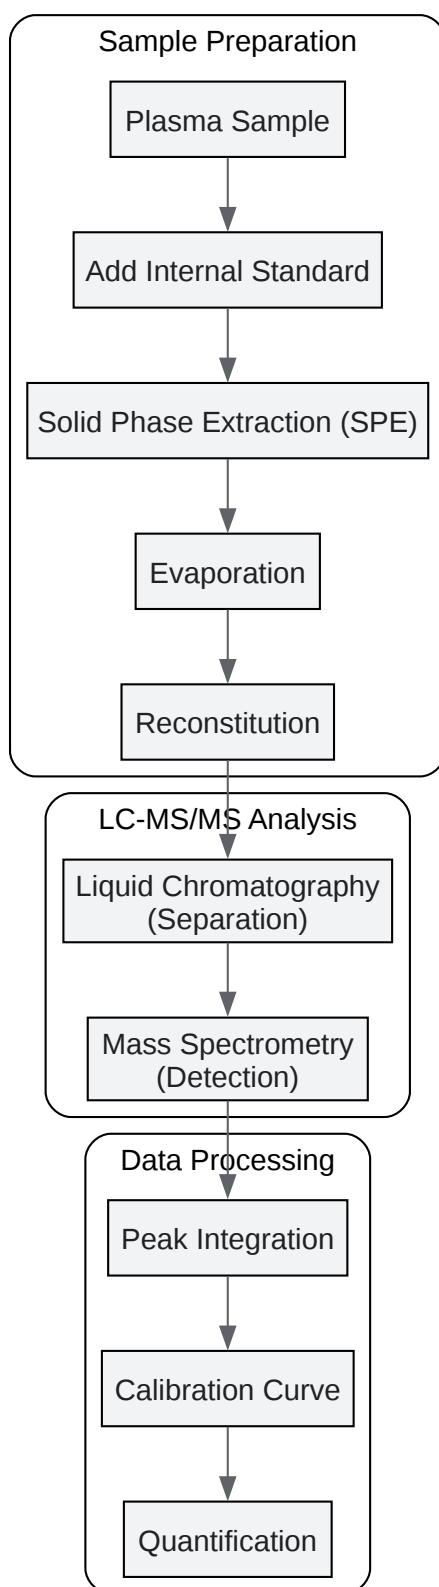 Sample Preparation
Plasma Sample
Add Internal Standard
Solid Phase Extraction (SPE)
Evaporation
Reconstitution
LC-MS/MS Analysis
Liquid Chromatography
(Separation)
Mass Spectrometry
(Detection)
Data Processing
Peak Integration
Calibration Curve
Quantification